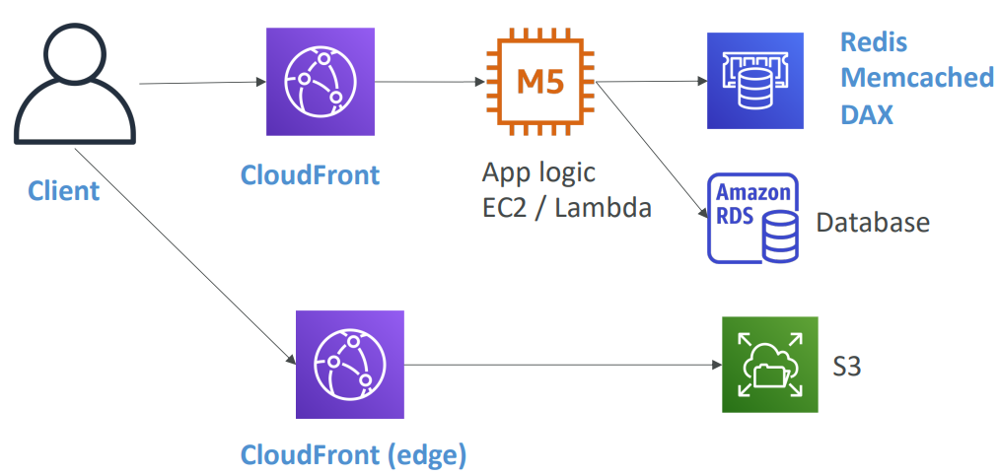 Redis
Memcached
DAX
M5
Client
CloudFront
App logic
EC2 / Lambda
Amazon
RDS
Database
S3
CloudFront (edge)